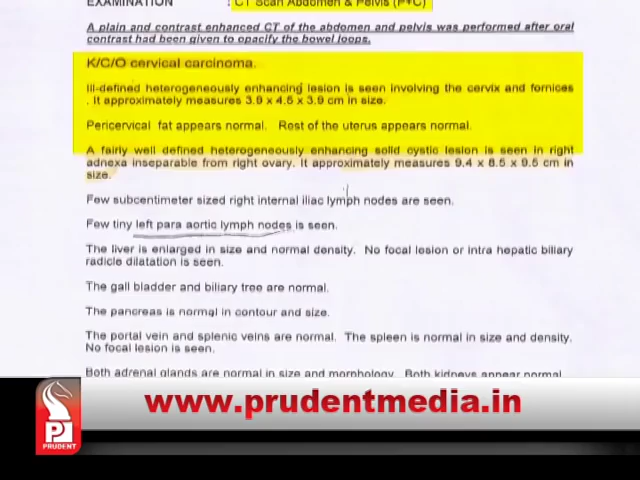 EXAMINATION : CT Scan Abdomen & Pelvis (P+C)
A plain and contrast enhanced CT of the abdomen and pelvis was performed after oral
contrast had been given to opacify the bowel loops.
K/C/O cervical carcinoma.
Ill-defined heterogeneously enhancing lesion is seen involving the cervix and fornices
. It approximately measures 3.9 x 4.5 x 3.9 cm in size.
Pericervical fat appears normal. Rest of the uterus appears normal.
A fairly well defined heterogeneously enhancing solid cystic lesion is seen in right
adnexa inseparable from right ovary. It approximately measures 9.4 x 8.5 x 9.5 cm in
size.
Few subcentimeter sized right internal iliac lymph nodes are seen.
Few tiny left para aortic lymph nodes is seen.
The liver is enlarged in size and normal density. No focal lesion or intra hepatic biliary
radicle dilatation is seen.
The gall bladder and biliary tree are normal.
The pancreas is normal in contour and size.
The portal vein and splenic veins are normal. The spleen is normal in size and density.
No focal lesion is seen.
Both adrenal glands are normal in size and morphology. Both kidneys appear normal
www.prudentmedia.in
PRUDENT